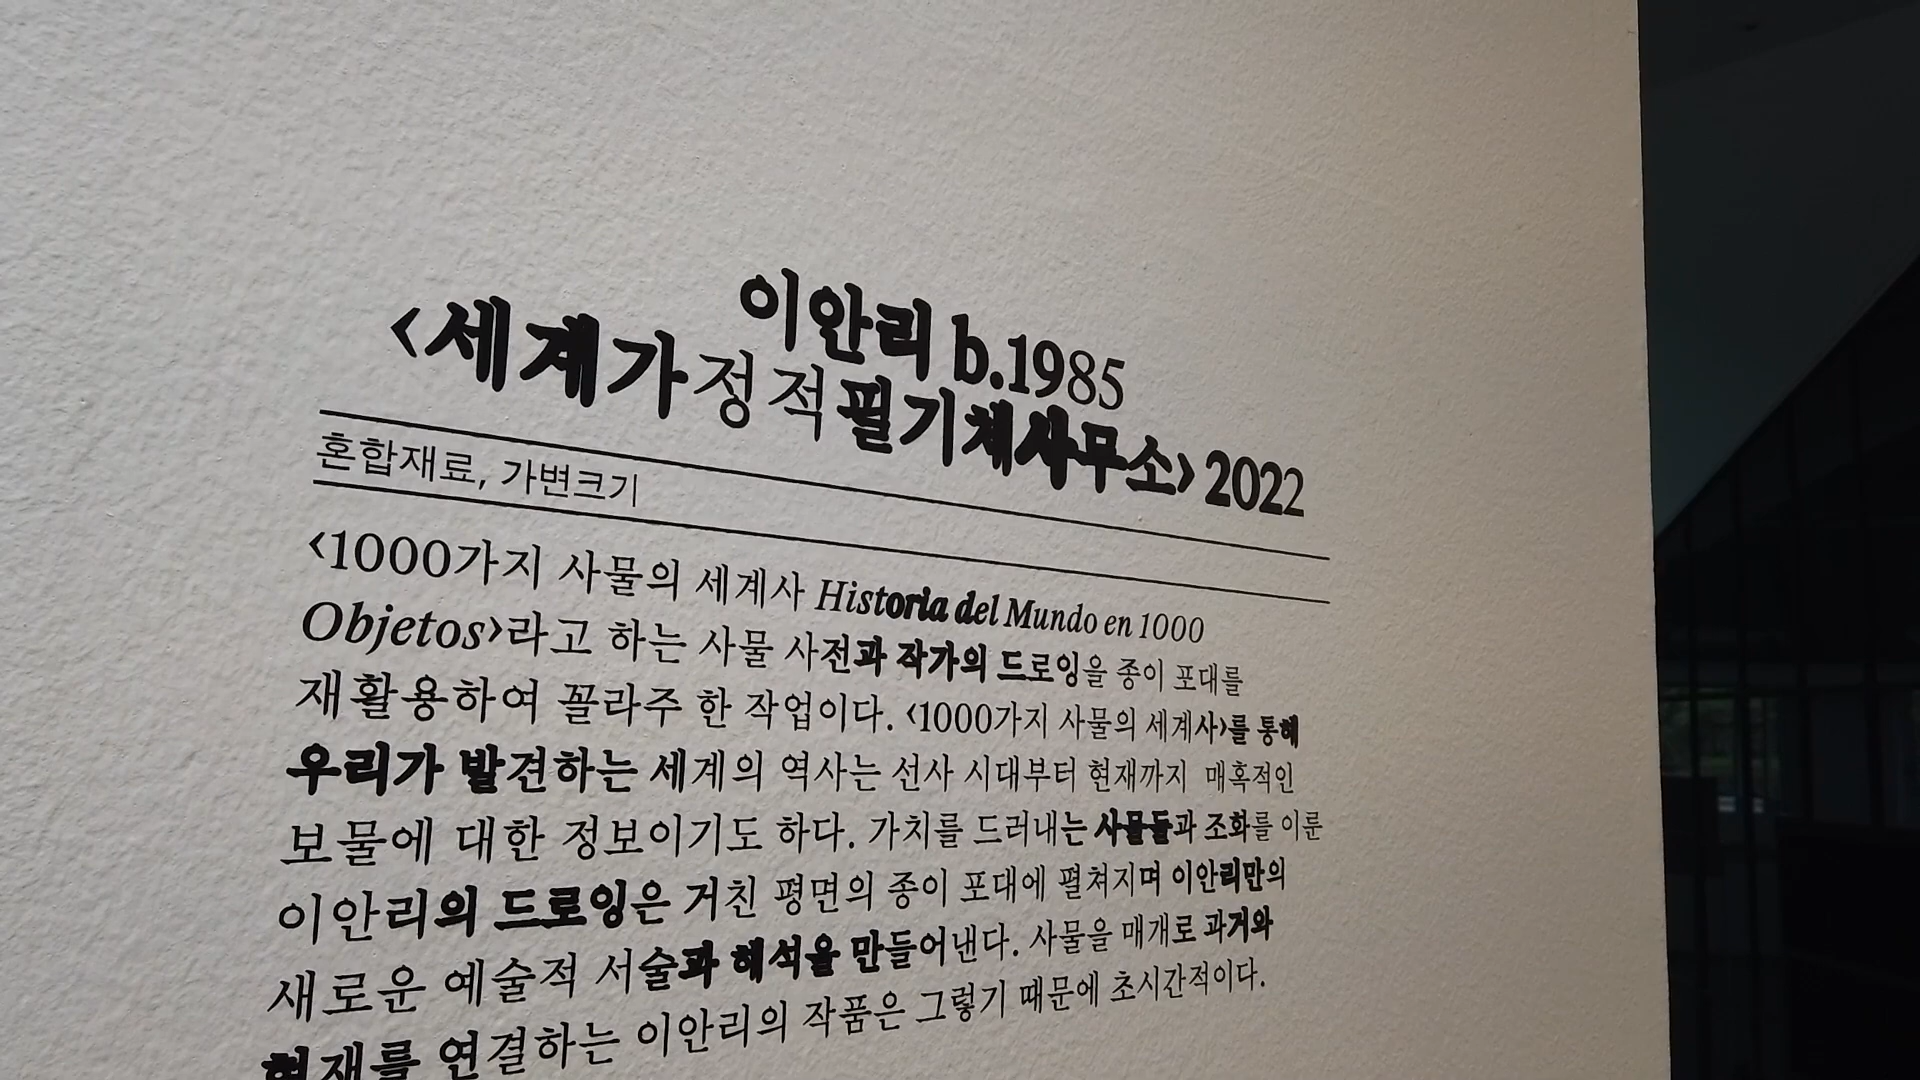 이안리 b.1985
<세계가정적필기체사무소> 2022
혼합재료, 가변크기
<1000가지 사물의 세계사 Historia del Mundo en 1000
Objetos>라고 하는 사물 사전과 작가의 드로잉을 종이 포대를
재활용하여 꼴라주 한 작업이다. <1000가지 사물의 세계사>를 통해
우리가 발견하는 세계의 역사는 선사 시대부터 현재까지 매혹적인
보물에 대한 정보이기도 하다. 가치를 드러내는 사물들과 조화를 이룬
이안리의 드로잉은 거친 평면의 종이 포대에 펼쳐지며 이안리만의
새로운 예술적 서술과 해석을 만들어낸다. 사물을 매개로 과거와
현재를 연결하는 이안리의 작품은 그렇기 때문에 초시간적이다.